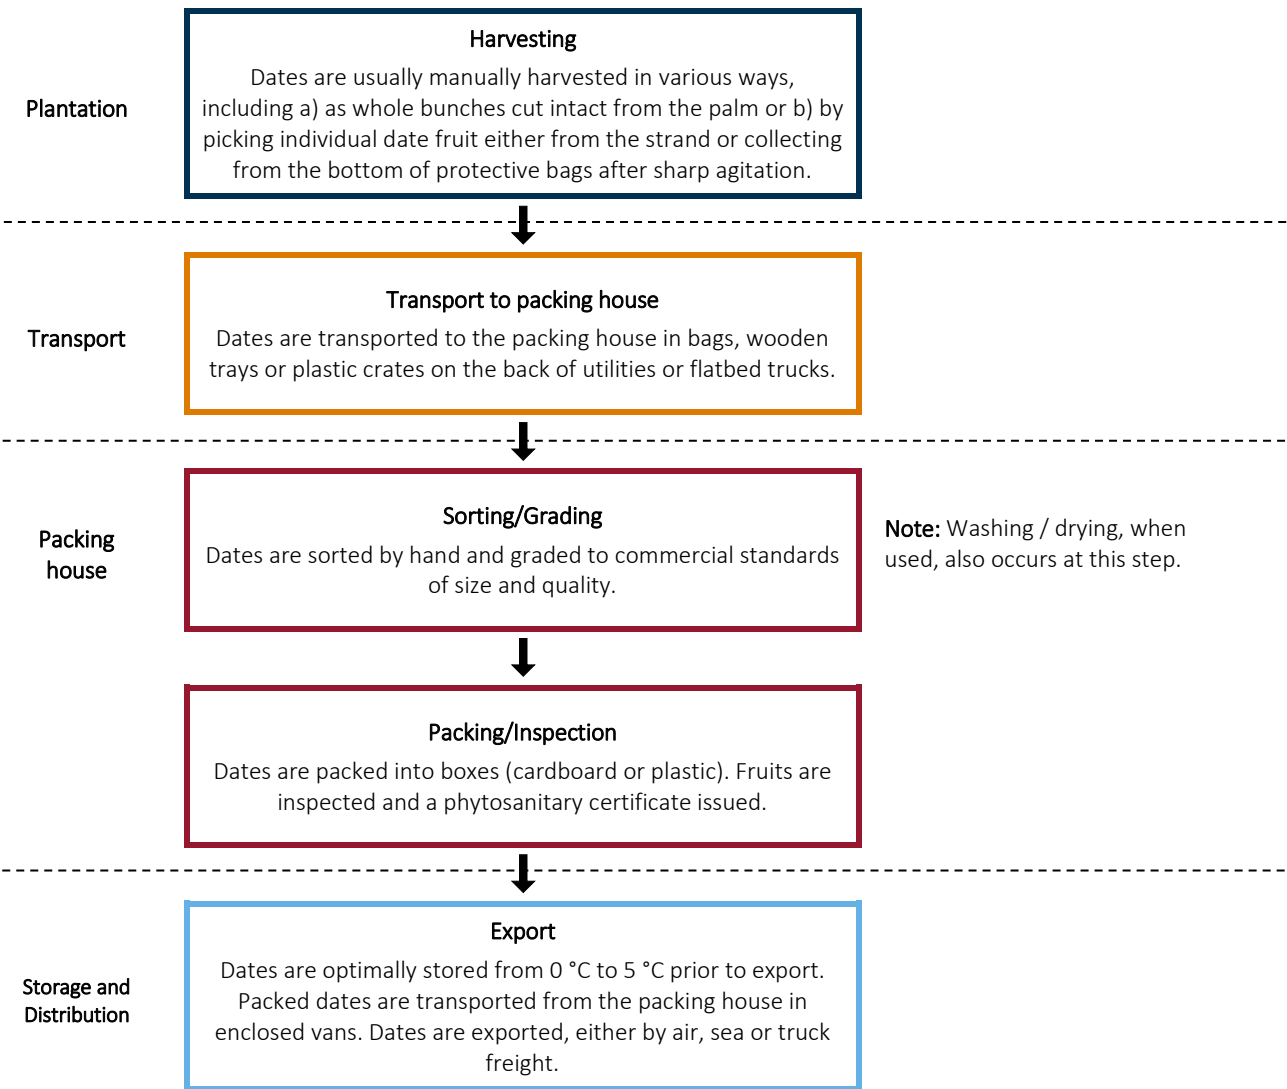 Plantation
Harvesting
Dates are usually manually harvested in various ways,
including a) as whole bunches cut intact from the palm or b) by
picking individual date fruit either from the strand or collecting
from the bottom of protective bags after sharp agitation.
Transport
Transport to packing house
Dates are transported to the packing house in bags, wooden
trays or plastic crates on the back of utilities or flatbed trucks.
Packing
house
Sorting/Grading
Dates are sorted by hand and graded to commercial standards
of size and quality.
Note: Washing / drying, when
used, also occurs at this step.
Packing/Inspection
Dates are packed into boxes (cardboard or plastic). Fruits are
inspected and a phytosanitary certificate issued.
Storage and
Distribution
Export
Dates are optimally stored from 0 °C to 5 °C prior to export.
Packed dates are transported from the packing house in
enclosed vans. Dates are exported, either by air, sea or truck
freight.